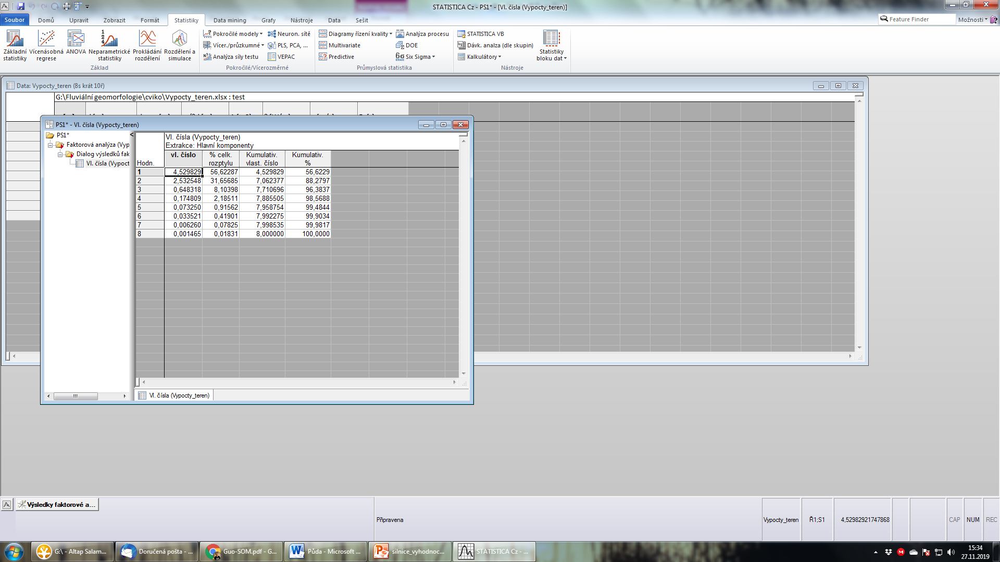 STATISTICA Cz - PS1* - [Vl. čísla (Vypocty_teren)]
Soubor Domů Upravit Zobrazit Formát Statistiky Data mining Grafy Nástroje Data Sešit
Feature Finder Možnosti
Základní statistiky
Vícenásobná regrese
ANOVA
Neparametrické statistiky
Prokládání rozdělení
Rozdělení a simulace
Základ
Pokročilé modely Neuron. sítě
Vícer./průzkumné PLS, PCA, ...
Analýza síly testu VEPAC
Pokročilé/Vícerozměrné
Diagramy řízení kvality Analýza procesu
Multivariate DOE
Predictive Six Sigma
Průmyslová statistika
STATISTICA VB
Dávk. analza (dle skupin)
Kalkulátory
Statistiky bloku dat
Nástroje
Data: Vypocty_teren (8s krát 10ř)
G:\Fluviální geomorfologie\cviko\Vypocty_teren.xlsx : test
PS1* - Vl. čísla (Vypocty_teren)
PS1*
Faktorová analýza (Vyp
Dialog výsledků fak
Vl. čísla (Vypoct
Vl. čísla (Vypocty_teren)
Extrakce: Hlavní komponenty
Hodn. vl. číslo % celk. rozptylu Kumulativ. vlast. číslo Kumulativ. %
1 4,529829 56,62287 4,529829 56,6229
2 2,532548 31,65685 7,062377 88,2797
3 0,648318 8,10398 7,710696 96,3837
4 0,174809 2,18511 7,885505 98,5688
5 0,073250 0,91562 7,958754 99,4844
6 0,033521 0,41901 7,992275 99,9034
7 0,006260 0,07825 7,998535 99,9817
8 0,001465 0,01831 8,000000 100,0000
Vl. čísla (Vypocty_teren)
Výsledky faktorové a...
Připravena
Vypocty_teren Ř1;S1 4,52982921747868 CAP NUM REC
G:\ - Altap Salam...
Doručená pošta - ...
Guo-SOM.pdf - G...
Půda - Microsoft ...
silnice_vyhodnoc...
STATISTICA Cz - ...
15:34
27.11.2019